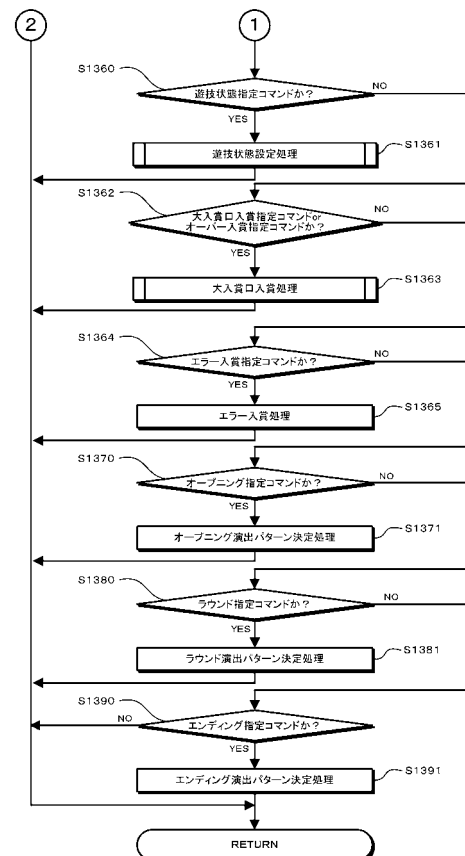 2
1
S1360
遊技状態指定コマンドか？
NO
YES
遊技状態設定処理
S1361
S1362
大入賞口入賞指定コマンドor
オーバー入賞指定コマンドか？
NO
YES
大入賞口入賞処理
S1363
S1364
エラー入賞指定コマンドか？
NO
YES
エラー入賞処理
S1365
S1370
オープニング指定コマンドか？
NO
YES
オープニング演出パターン決定処理
S1371
S1380
ラウンド指定コマンドか？
NO
YES
ラウンド演出パターン決定処理
S1381
S1390
NO
エンディング指定コマンドか？
YES
エンディング演出パターン決定処理
S1391
RETURN